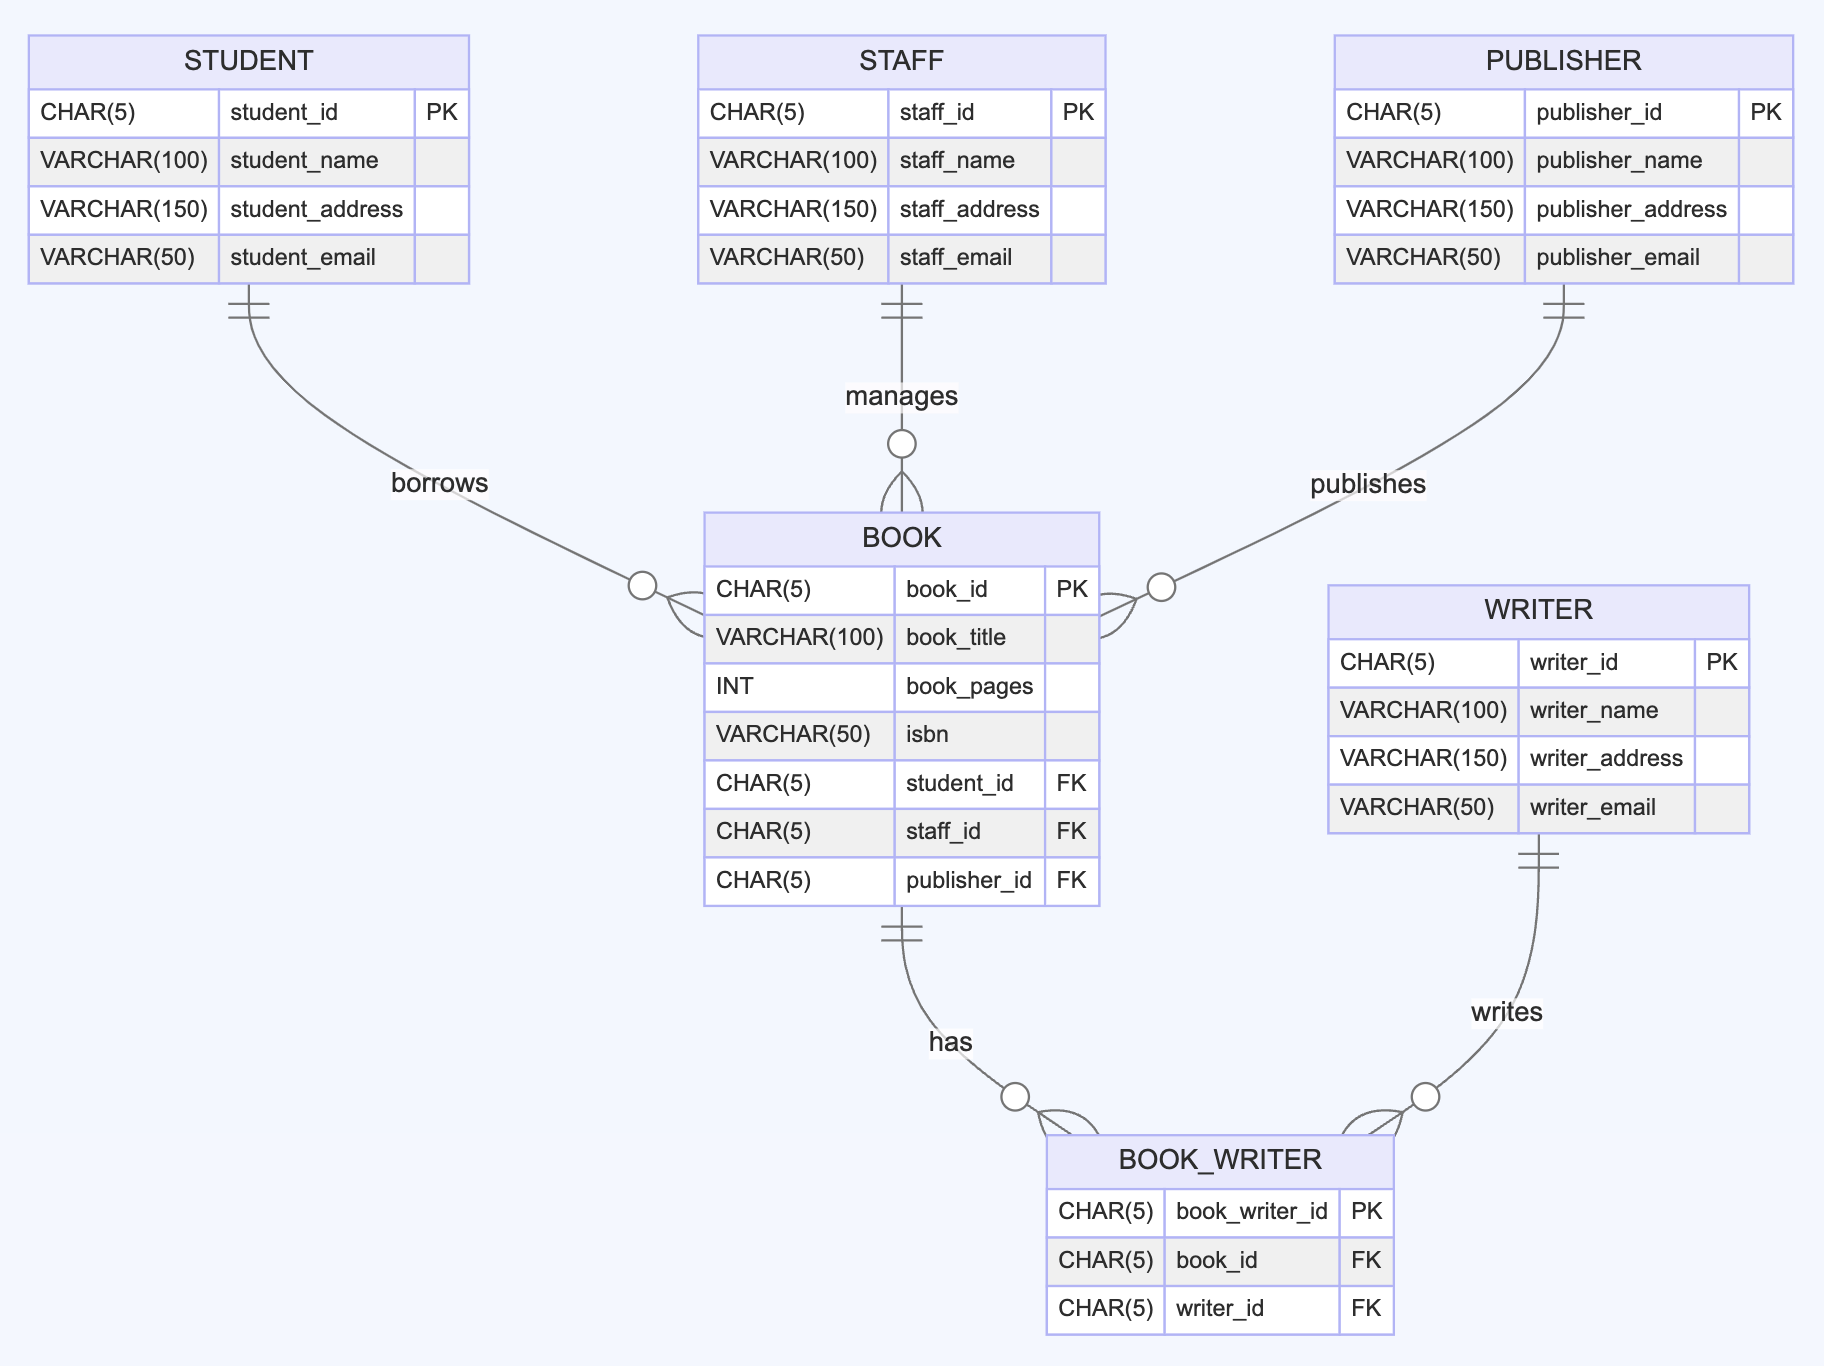 STUDENT
CHAR(5) student_id PK
VARCHAR(100) student_name
VARCHAR(150) student_address
VARCHAR(50) student_email
STAFF
CHAR(5) staff_id PK
VARCHAR(100) staff_name
VARCHAR(150) staff_address
VARCHAR(50) staff_email
PUBLISHER
CHAR(5) publisher_id PK
VARCHAR(100) publisher_name
VARCHAR(150) publisher_address
VARCHAR(50) publisher_email
borrows
manages
publishes
BOOK
CHAR(5) book_id PK
VARCHAR(100) book_title
INT book_pages
VARCHAR(50) isbn
CHAR(5) student_id FK
CHAR(5) staff_id FK
CHAR(5) publisher_id FK
WRITER
CHAR(5) writer_id PK
VARCHAR(100) writer_name
VARCHAR(150) writer_address
VARCHAR(50) writer_email
has
writes
BOOK_WRITER
CHAR(5) book_writer_id PK
CHAR(5) book_id FK
CHAR(5) writer_id FK